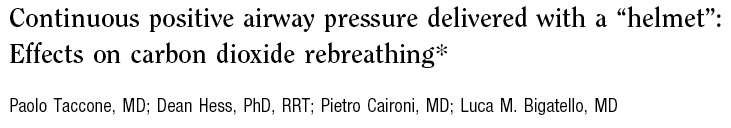 Continuous positive airway pressure delivered with a “helmet”:
Effects on carbon dioxide rebreathing*
Paolo Taccone, MD; Dean Hess, PhD, RRT; Pietro Caironi, MD; Luca M. Bigatello, MD